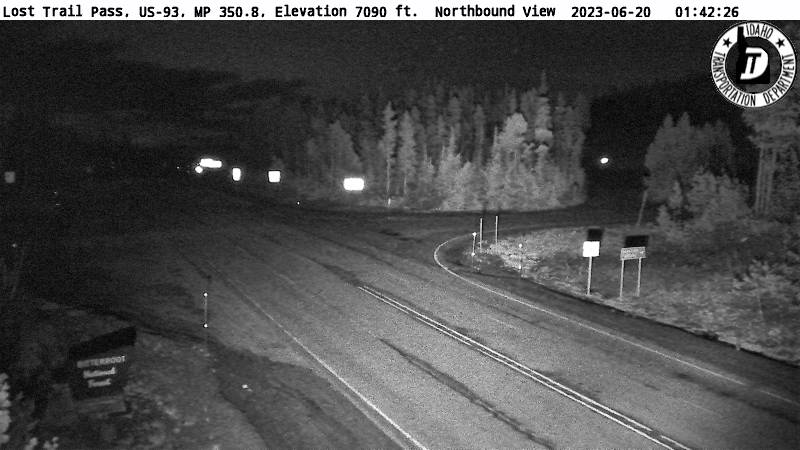 Lost Trail Pass, US-93, MP 350.8, Elevation 7090 ft.  Northbound View  2023-06-20  01:42:26
IDAHO
TRANSPORTATION DEPARTMENT
BITTERROOT
National
Forest